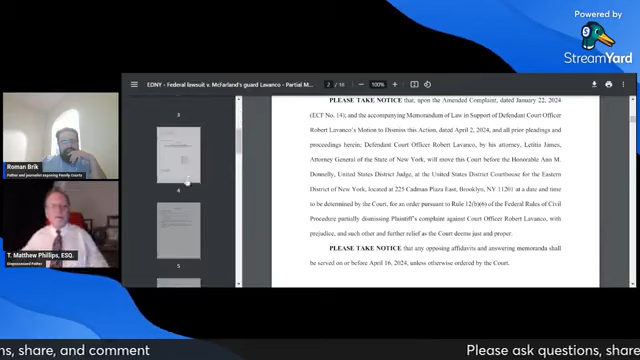 Powered by
StreamYard
EDNY - Federal lawsuit v. McFarland's guard Lavanco - Partial M...
2 / 18
100%
3
4
5
PLEASE TAKE NOTICE that, upon the Amended Complaint, dated January 22, 2024
(ECF No. 14); and the accompanying Memorandum of Law in Support of Defendant Court Officer
Robert Lavanco's Motion to Dismiss this Action, dated April 2, 2024, and all prior pleadings and
proceedings herein; Defendant Court Officer Robert Lavanco, by his attorney, Letitia James,
Attorney General of the State of New York, will move this Court before the Honorable Ann M.
Donnelly, United States District Judge, at the United States Courthouse for the Eastern
District of New York, located at 225 Cadman Plaza East, Brooklyn, NY 11201 at a date and time
to be determined by the Court, for an order pursuant to Rule 12(b)(6) of the Federal Rules of Civil
Procedure partially dismissing Plaintiff's complaint against Court Officer Robert Lavanco, with
prejudice, and such other and further relief as the Court deems just and proper.
PLEASE TAKE NOTICE that any opposing affidavits and answering memoranda shall
be served on or before April 16, 2024, unless otherwise ordered by the Court.
Roman Brik
Father and journalist exposing Family Courts
T. Matthew Phillips, ESQ.
Dispossessed Father
ns, share, and comment
Please ask questions, share